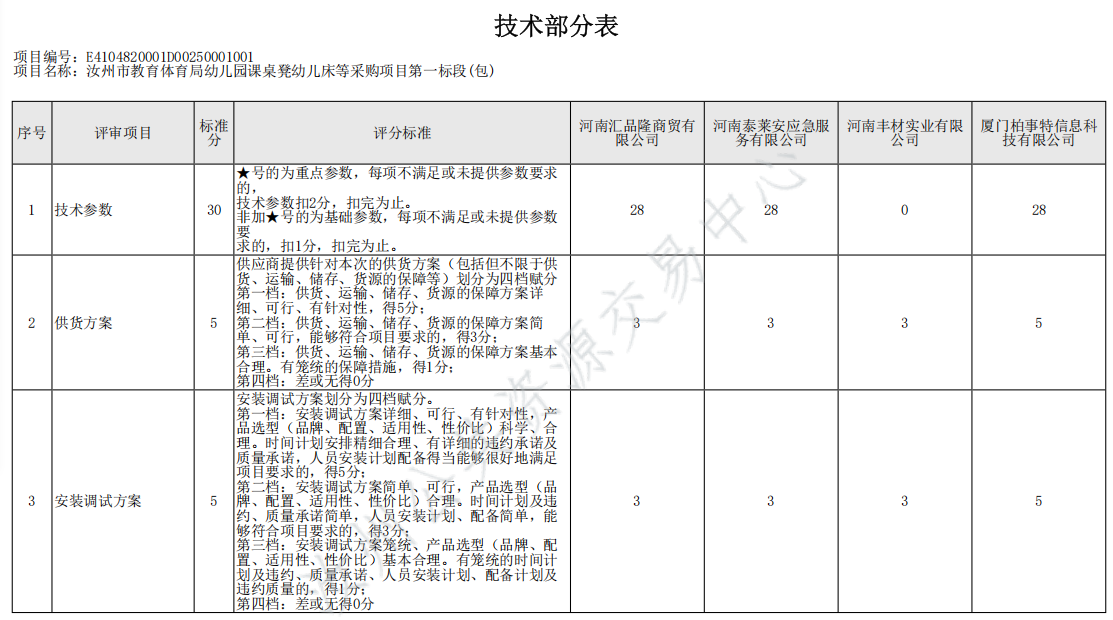 技术部分表
项目编号：E4104820001D00250001001
项目名称：汝州市教育体育局幼儿园课桌凳幼儿床等采购项目第一标段(包)
序号
评审项目
标准
分
评分标准
河南汇品隆商贸有
限公司
河南泰莱安应急服
务有限公司
河南丰材实业有限
公司
厦门柏事特信息科
技有限公司
1
技术参数
30
★号的为重点参数，每项不满足或未提供参数要求
的，
技术参数扣2分，扣完为止。
非加★号的为基础参数，每项不满足或未提供参数
要
求的，扣1分，扣完为止。
28
28
0
28
2
供货方案
5
供应商提供针对本次的供货方案（包括但不限于供
货、运输、储存、货源的保障等）划分为四档赋分
第一档：供货、运输、储存、货源的保障方案详
细、可行、有针对性，得5分；
第二档：供货、运输、储存、货源的保障方案简
单、可行，能够符合项目要求的，得3分；
第三档：供货、运输、储存、货源的保障方案基本
合理。有笼统的保障措施，得1分；
第四档：差或无得0分
3
3
3
5
3
安装调试方案
5
安装调试方案划分为四档赋分。
第一档：安装调试方案详细、可行、有针对性，产
品选型（品牌、配置、适用性、性价比）科学、合
理。时间计划安排精细合理、有详细的违约承诺及
质量承诺，人员安装计划配备得当能够很好地满足
项目要求的，得5分；
第二档：安装调试方案简单、可行，产品选型（品
牌、配置、适用性、性价比）合理。时间计划及违
约、质量承诺简单，人员安装计划、配备简单，能
够符合项目要求的，得3分；
第三档：安装调试方案笼统、产品选型（品牌、配
置、适用性、性价比）基本合理。有笼统的时间计
划及违约、质量承诺、人员安装计划、配备计划及
违约质量的，得1分；
第四档：差或无得0分
3
3
3
5
汝州公共资源交易中心